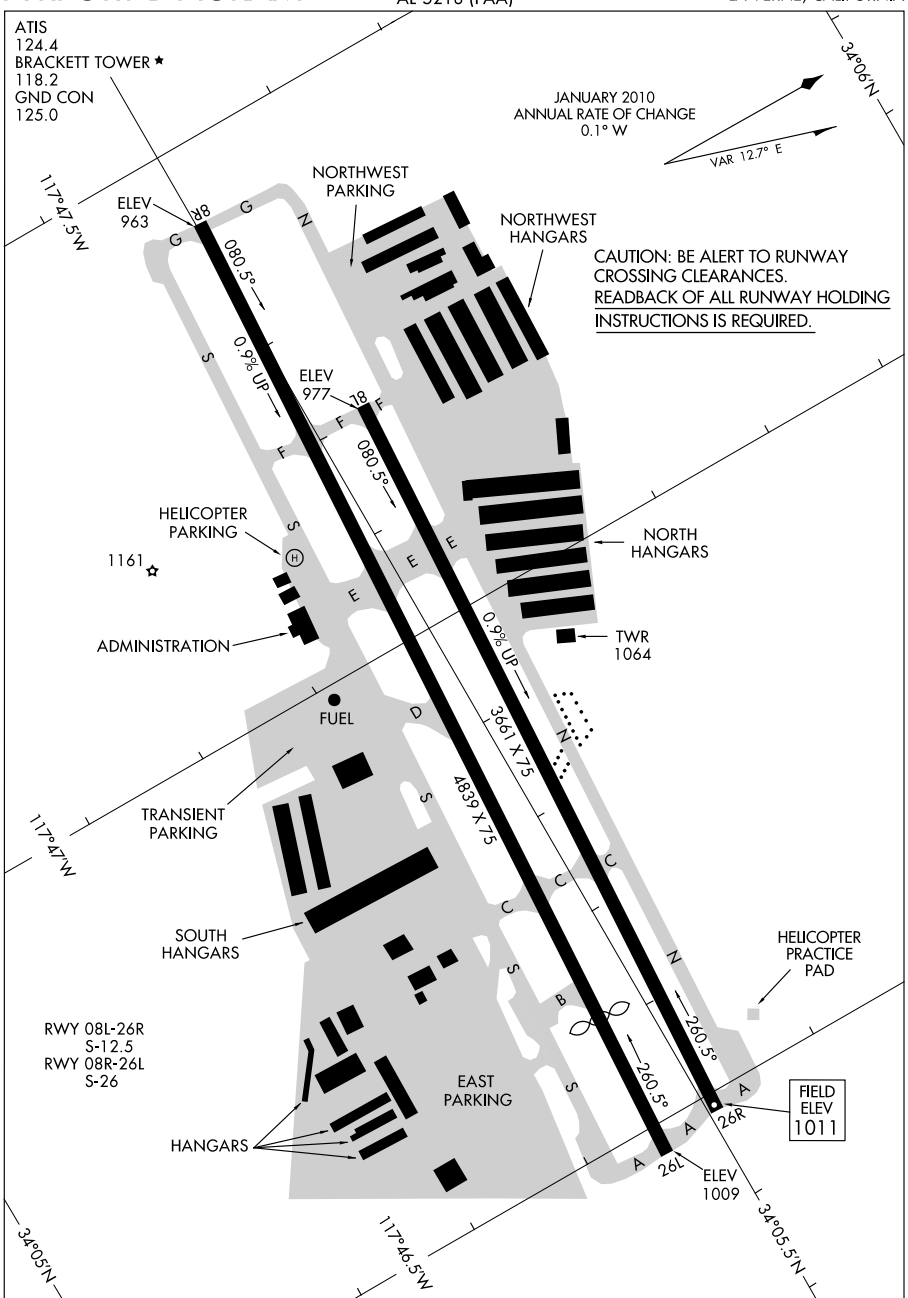 AL-5216 (FAA)
ATIS
124.4
BRACKETT TOWER
118.2
GND CON
125.0
JANUARY 2010
ANNUAL RATE OF CHANGE
0.1° W
VAR 12.7° E
34°06'N
117°47.5'W
ELEV
963
8R
G
G
N
NORTHWEST
PARKING
NORTHWEST
HANGARS
CAUTION: BE ALERT TO RUNWAY
CROSSING CLEARANCES.
READBACK OF ALL RUNWAY HOLDING
INSTRUCTIONS IS REQUIRED.
080.5°
S
0.9% UP
ELEV
977
8L
F
F
F
080.5°
HELICOPTER
PARKING
S
H
E
E
E
NORTH
HANGARS
1161
ADMINISTRATION
0.9% UP
TWR
1064
FUEL
D
3661 X 75
N
TRANSIENT
PARKING
S
4839 X 75
117°47'W
C
C
C
SOUTH
HANGARS
S
B
N
HELICOPTER
PRACTICE
PAD
RWY 08L-26R
S-12.5
RWY 08R-26L
S-26
260.5°
260.5°
EAST
PARKING
S
HANGARS
A
A
A
26L
26R
FIELD
ELEV
1011
ELEV
1009
34°05'N
117°46.5'W
34°05.5'N